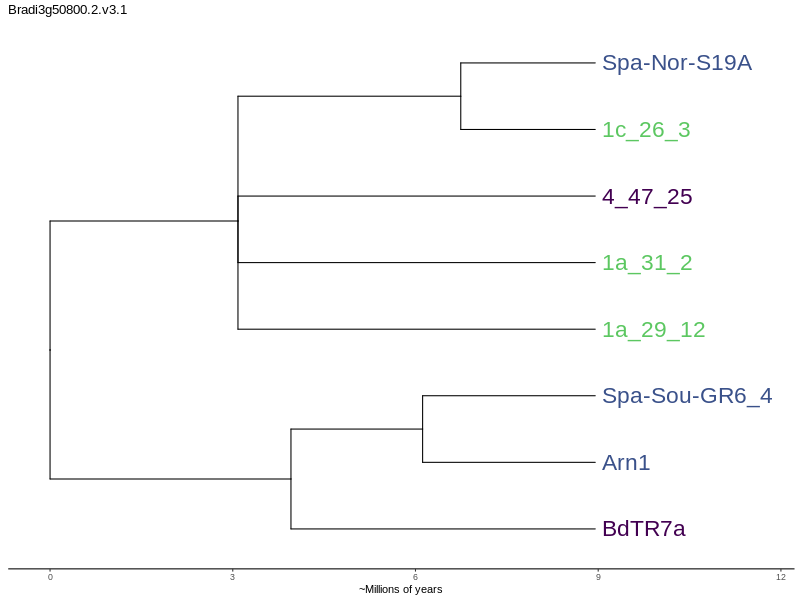 Bradi3g50800.2.v3.1
Spa-Nor-S19A
1c_26_3
4_47_25
1a_31_2
1a_29_12
Spa-Sou-GR6_4
Arn1
BdTR7a
0 3 6 9 12
~Millions of years